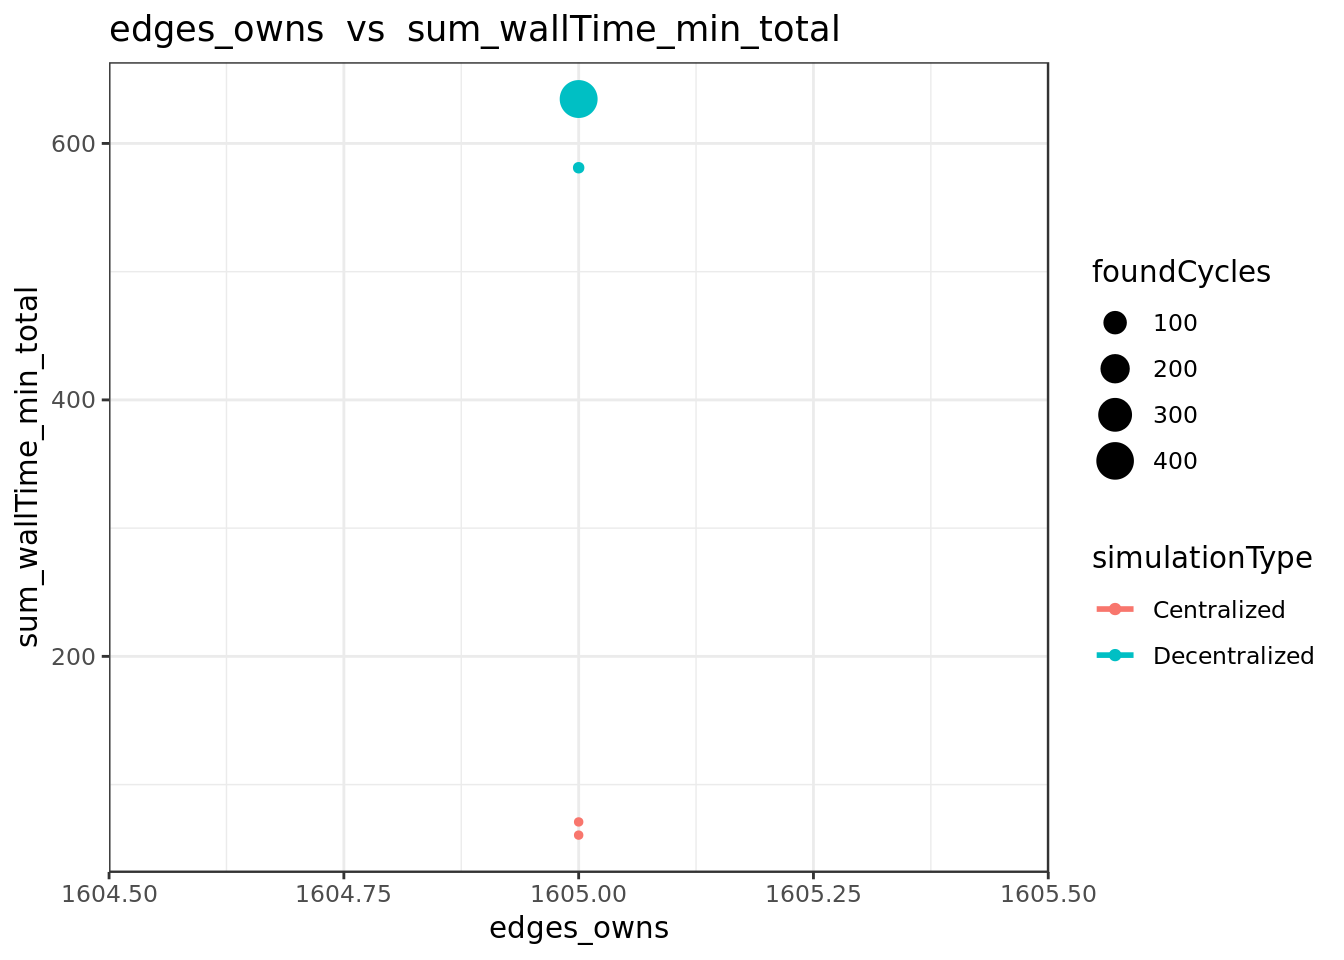 edges_owns  vs  sum_wallTime_min_total
600
400
200
sum_wallTime_min_total
1604.50
1604.75
1605.00
1605.25
1605.50
edges_owns
foundCycles
100
200
300
400
simulationType
Centralized
Decentralized